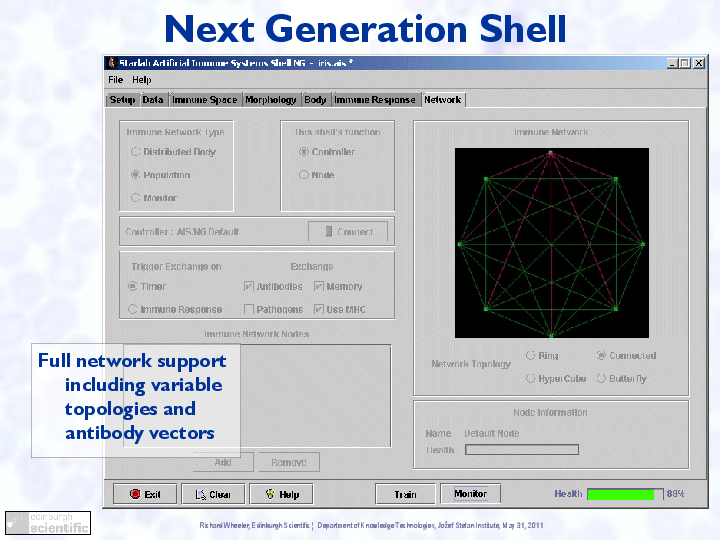 Next Generation Shell
Starlab Artificial Immune Systems Shell NG - iris.ais *
File Help
Setup Data Immune Space Morphology Body Immune Response Network
Immune Network Type
Distributed Body
Population
Monitor
This shell's function
Controller
Node
Controller : AISNG Default
Connect
Trigger Exchange on
Timer
Immune Response
Exchange
Antibodies
Memory
Pathogens
Use MHC
Immune Network Nodes
Add
Remove
Immune Network
Network Topology
Ring
Connected
HyperCube
Butterfly
Node Information
Name Default Node
Health
Full network support
including variable
topologies and
antibody vectors
Exit Clear Help Train Monitor Health 88%
edinburgh
scientific
Richard Wheeler, Edinburgh Scientific ¦ Department of Knowledge Technologies, Jožef Stefan Institute, May 31, 2011